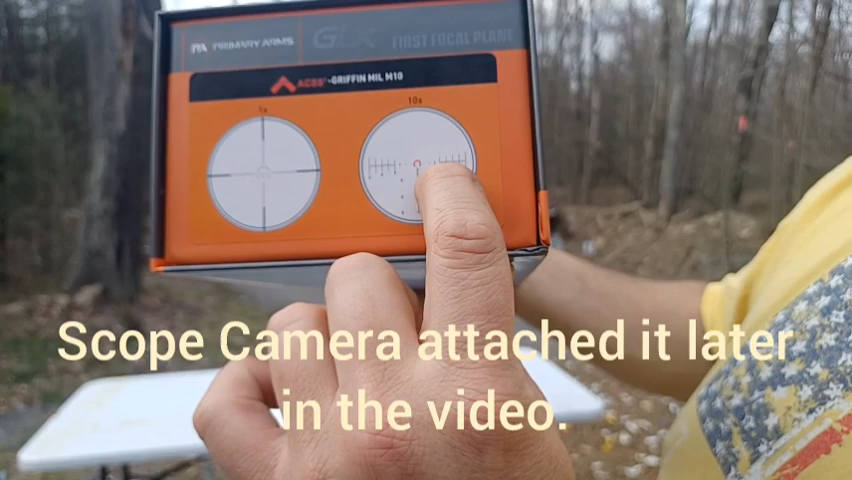 PA PRIMARY ARMS GLX FIRST FOCAL PLANE
ACSS®-GRIFFIN MIL M10
1x 10x
Scope Camera attached it later
in the video.